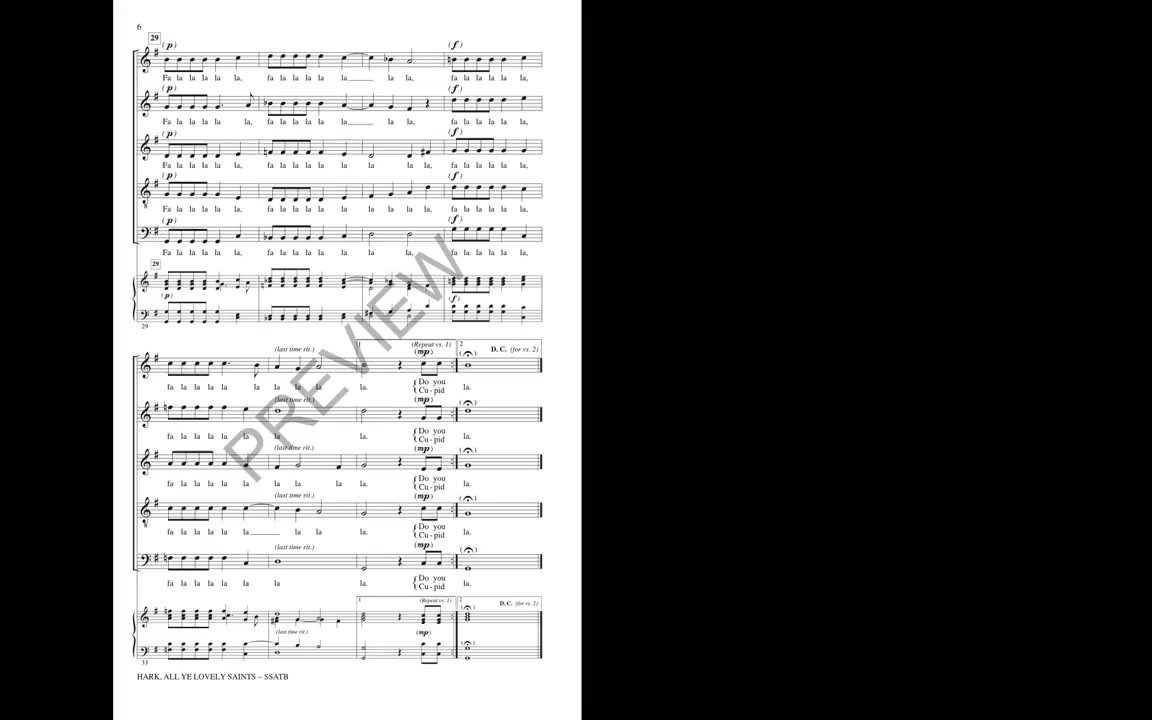 6
29
(p)
(f)
Fa la la la la la, fa la la la la la la la, fa la la la la la,
(p)
(f)
Fa la la la la la, fa la la la la la la la, fa la la la la la,
(p)
(f)
Fa la la la la la, fa la la la la la la la, fa la la la la la,
(p)
(f)
Fa la la la la la, fa la la la la la la la la, fa la la la la la,
(p)
(f)
Fa la la la la la, fa la la la la la la la, fa la la la la la,
29
(p)
(f)
29
PREVIEW
(last time rit.) 1 (Repeat vs. 1) 2 D. C. (for vs. 2)
(mp)
fa la la la la la la la la la la. Do you la.
Cu - pid
(last time rit.) (mp)
fa la la la la la la la. Do you la.
Cu - pid
(last time rit.) (mp)
fa la la la la la la la la la. Do you la.
Cu - pid
(last time rit.) (mp)
fa la la la la la la la la. Do you la.
Cu - pid
(last time rit.) (mp)
fa la la la la la la la. Do you la.
Cu - pid
1 (Repeat vs. 1) 2 D. C. (for vs. 2)
(last time rit.) (mp)
33
HARK, ALL YE LOVELY SAINTS – SSATB